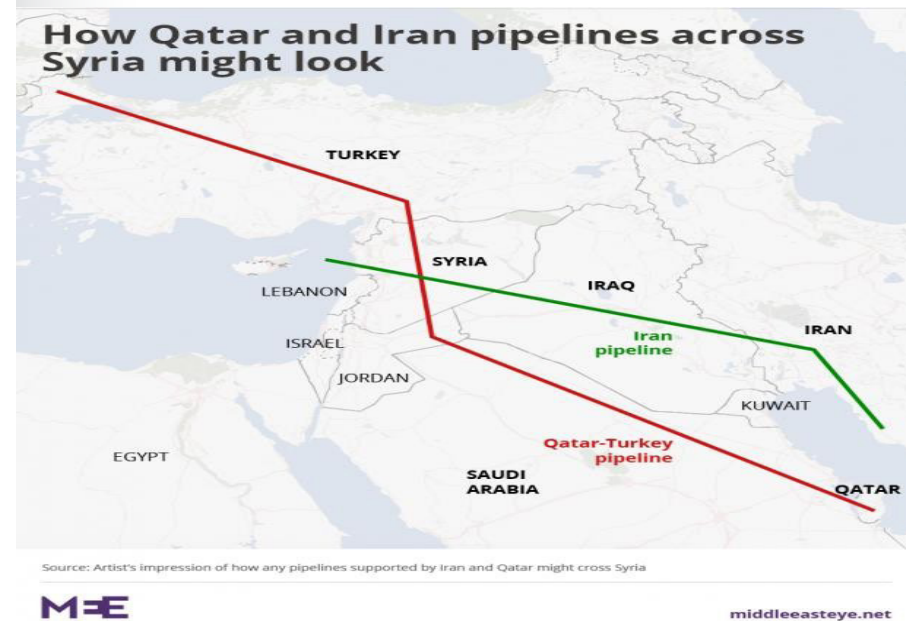 How Qatar and Iran pipelines across
Syria might look
TURKEY
SYRIA
LEBANON
IRAQ
ISRAEL
Iran
pipeline
IRAN
JORDAN
KUWAIT
EGYPT
Qatar-Turkey
pipeline
SAUDI
ARABIA
QATAR
Source: Artist's impression of how any pipelines supported by Iran and Qatar might cross Syria
MEE
middleeasteye.net